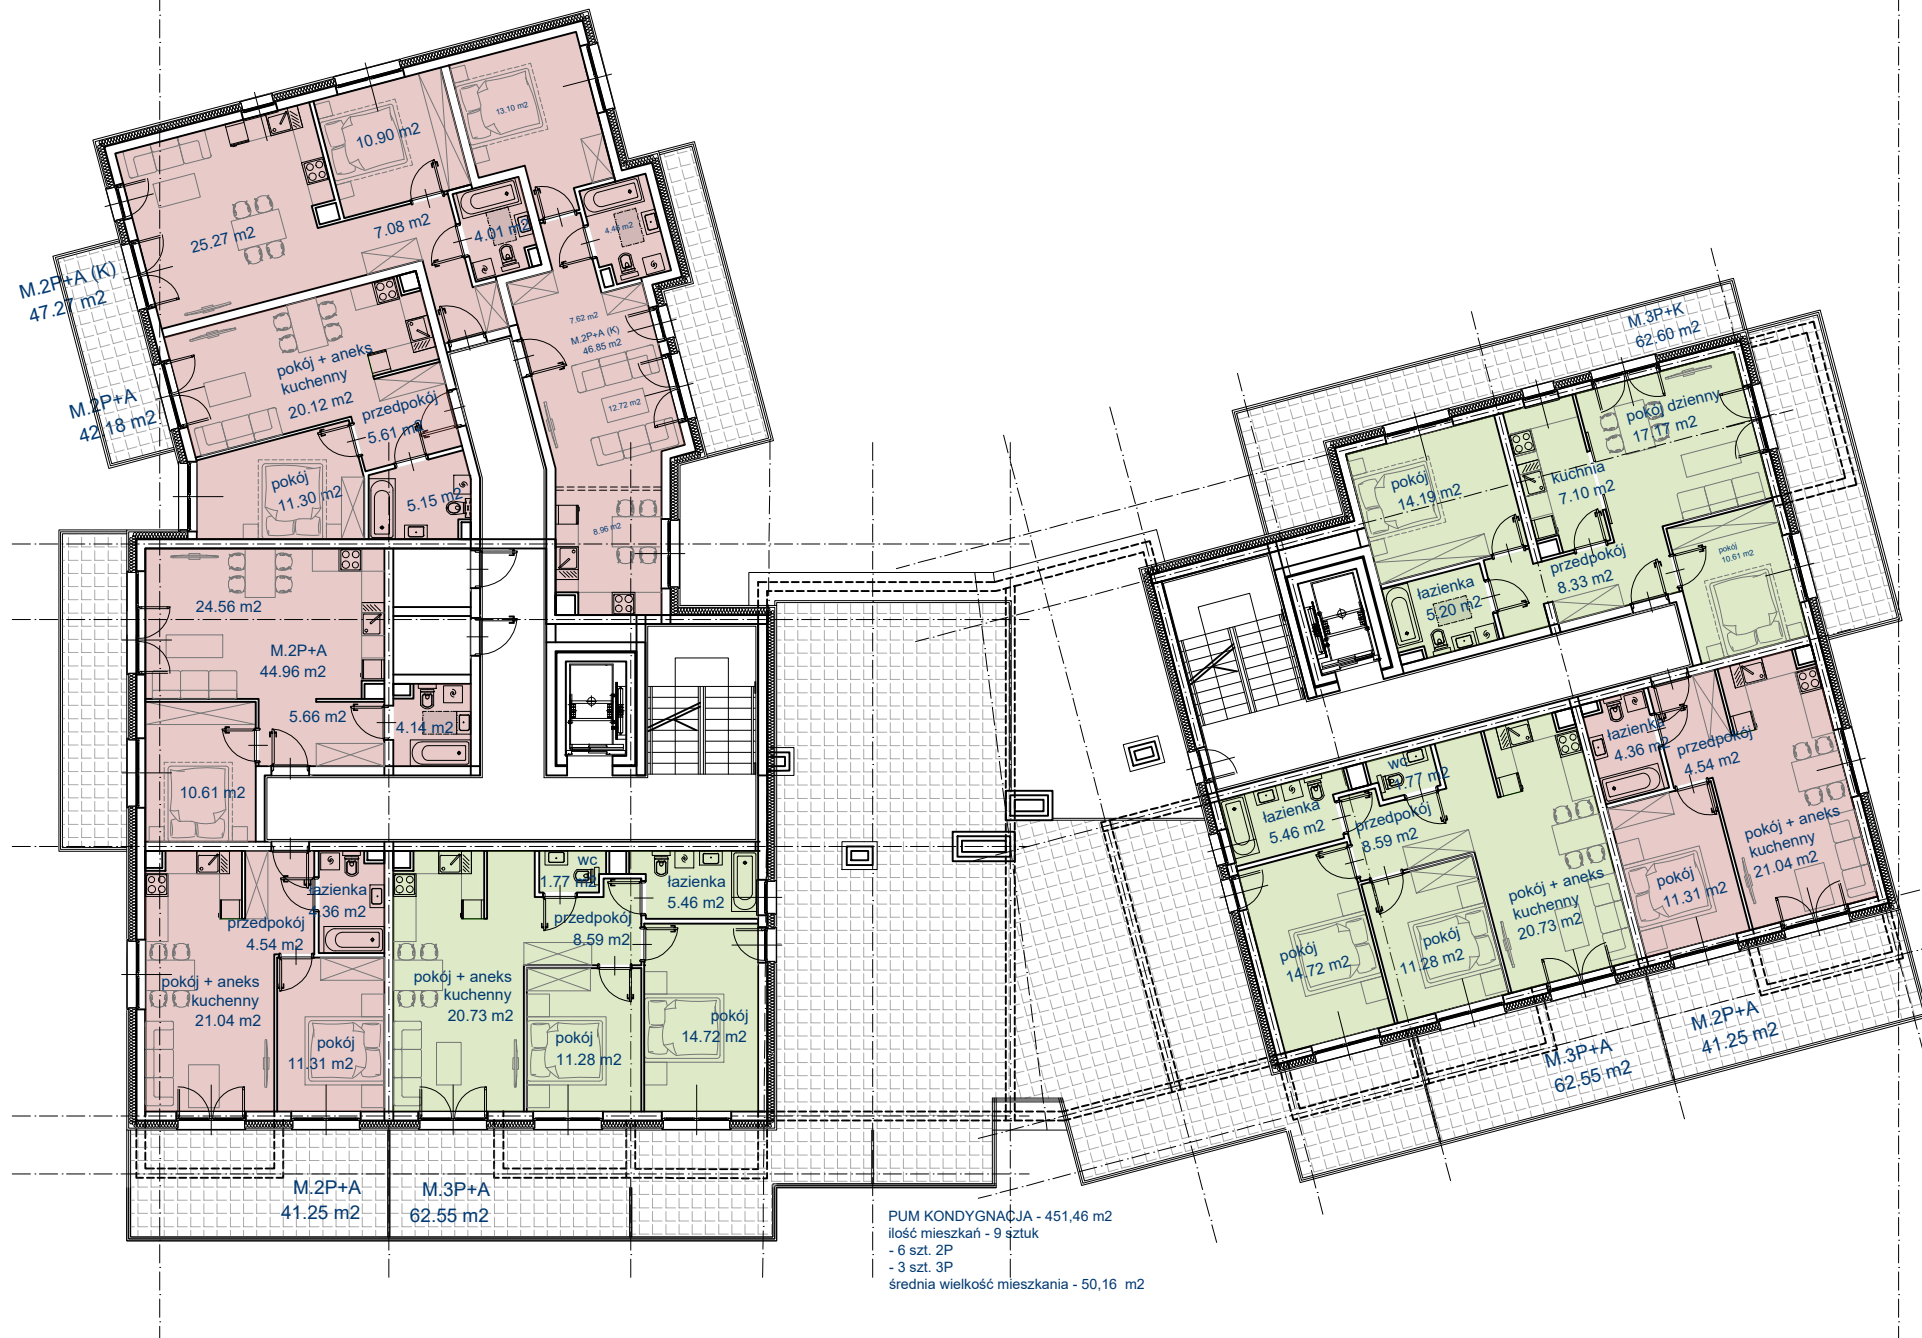 13.10 m2
10.90 m2
25.27 m2
7.08 m2
4.01 m2
4.46 m2
M.2P+A (K)
47.27 m2
7.62 m2
M.2P+A (K)
46.85 m2
12.72 m2
8.96 m2
pokój + aneks
kuchenny
20.12 m2
przedpokój
5.61 m2
M.2P+A
42.18 m2
pokój
11.30 m2
5.15 m2
24.56 m2
M.2P+A
44.96 m2
5.66 m2
4.14 m2
10.61 m2
łazienka
4.36 m2
przedpokój
4.54 m2
pokój + aneks
kuchenny
21.04 m2
pokój
11.31 m2
wc
1.77 m2
łazienka
5.46 m2
przedpokój
8.59 m2
pokój + aneks
kuchenny
20.73 m2
pokój
11.28 m2
pokój
14.72 m2
M.2P+A
41.25 m2
M.3P+A
62.55 m2
M.3P+K
62.60 m2
pokój dzienny
17.17 m2
kuchnia
7.10 m2
pokój
14.19 m2
przedpokój
8.33 m2
pokój
10.61 m2
łazienka
5.20 m2
łazienka
4.36 m2
przedpokój
4.54 m2
wc
1.77 m2
łazienka
5.46 m2
przedpokój
8.59 m2
pokój + aneks
kuchenny
21.04 m2
pokój
11.31 m2
pokój + aneks
kuchenny
20.73 m2
pokój
11.28 m2
pokój
14.72 m2
M.2P+A
41.25 m2
M.3P+A
62.55 m2
PUM KONDYGNACJA - 451,46 m2
ilość mieszkań - 9 sztuk
- 6 szt. 2P
- 3 szt. 3P
średnia wielkość mieszkania - 50,16 m2